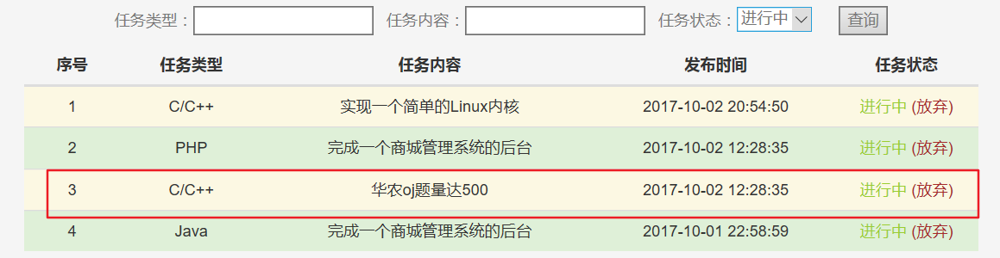 任务类型： 任务内容： 任务状态：进行中 查询
序号 任务类型 任务内容 发布时间 任务状态
1 C/C++ 实现一个简单的Linux内核 2017-10-02 20:54:50 进行中 (放弃)
2 PHP 完成一个商城管理系统的后台 2017-10-02 12:28:35 进行中 (放弃)
3 C/C++ 华农oj题量达500 2017-10-02 12:28:35 进行中 (放弃)
4 Java 完成一个商城管理系统的后台 2017-10-01 22:58:59 进行中 (放弃)